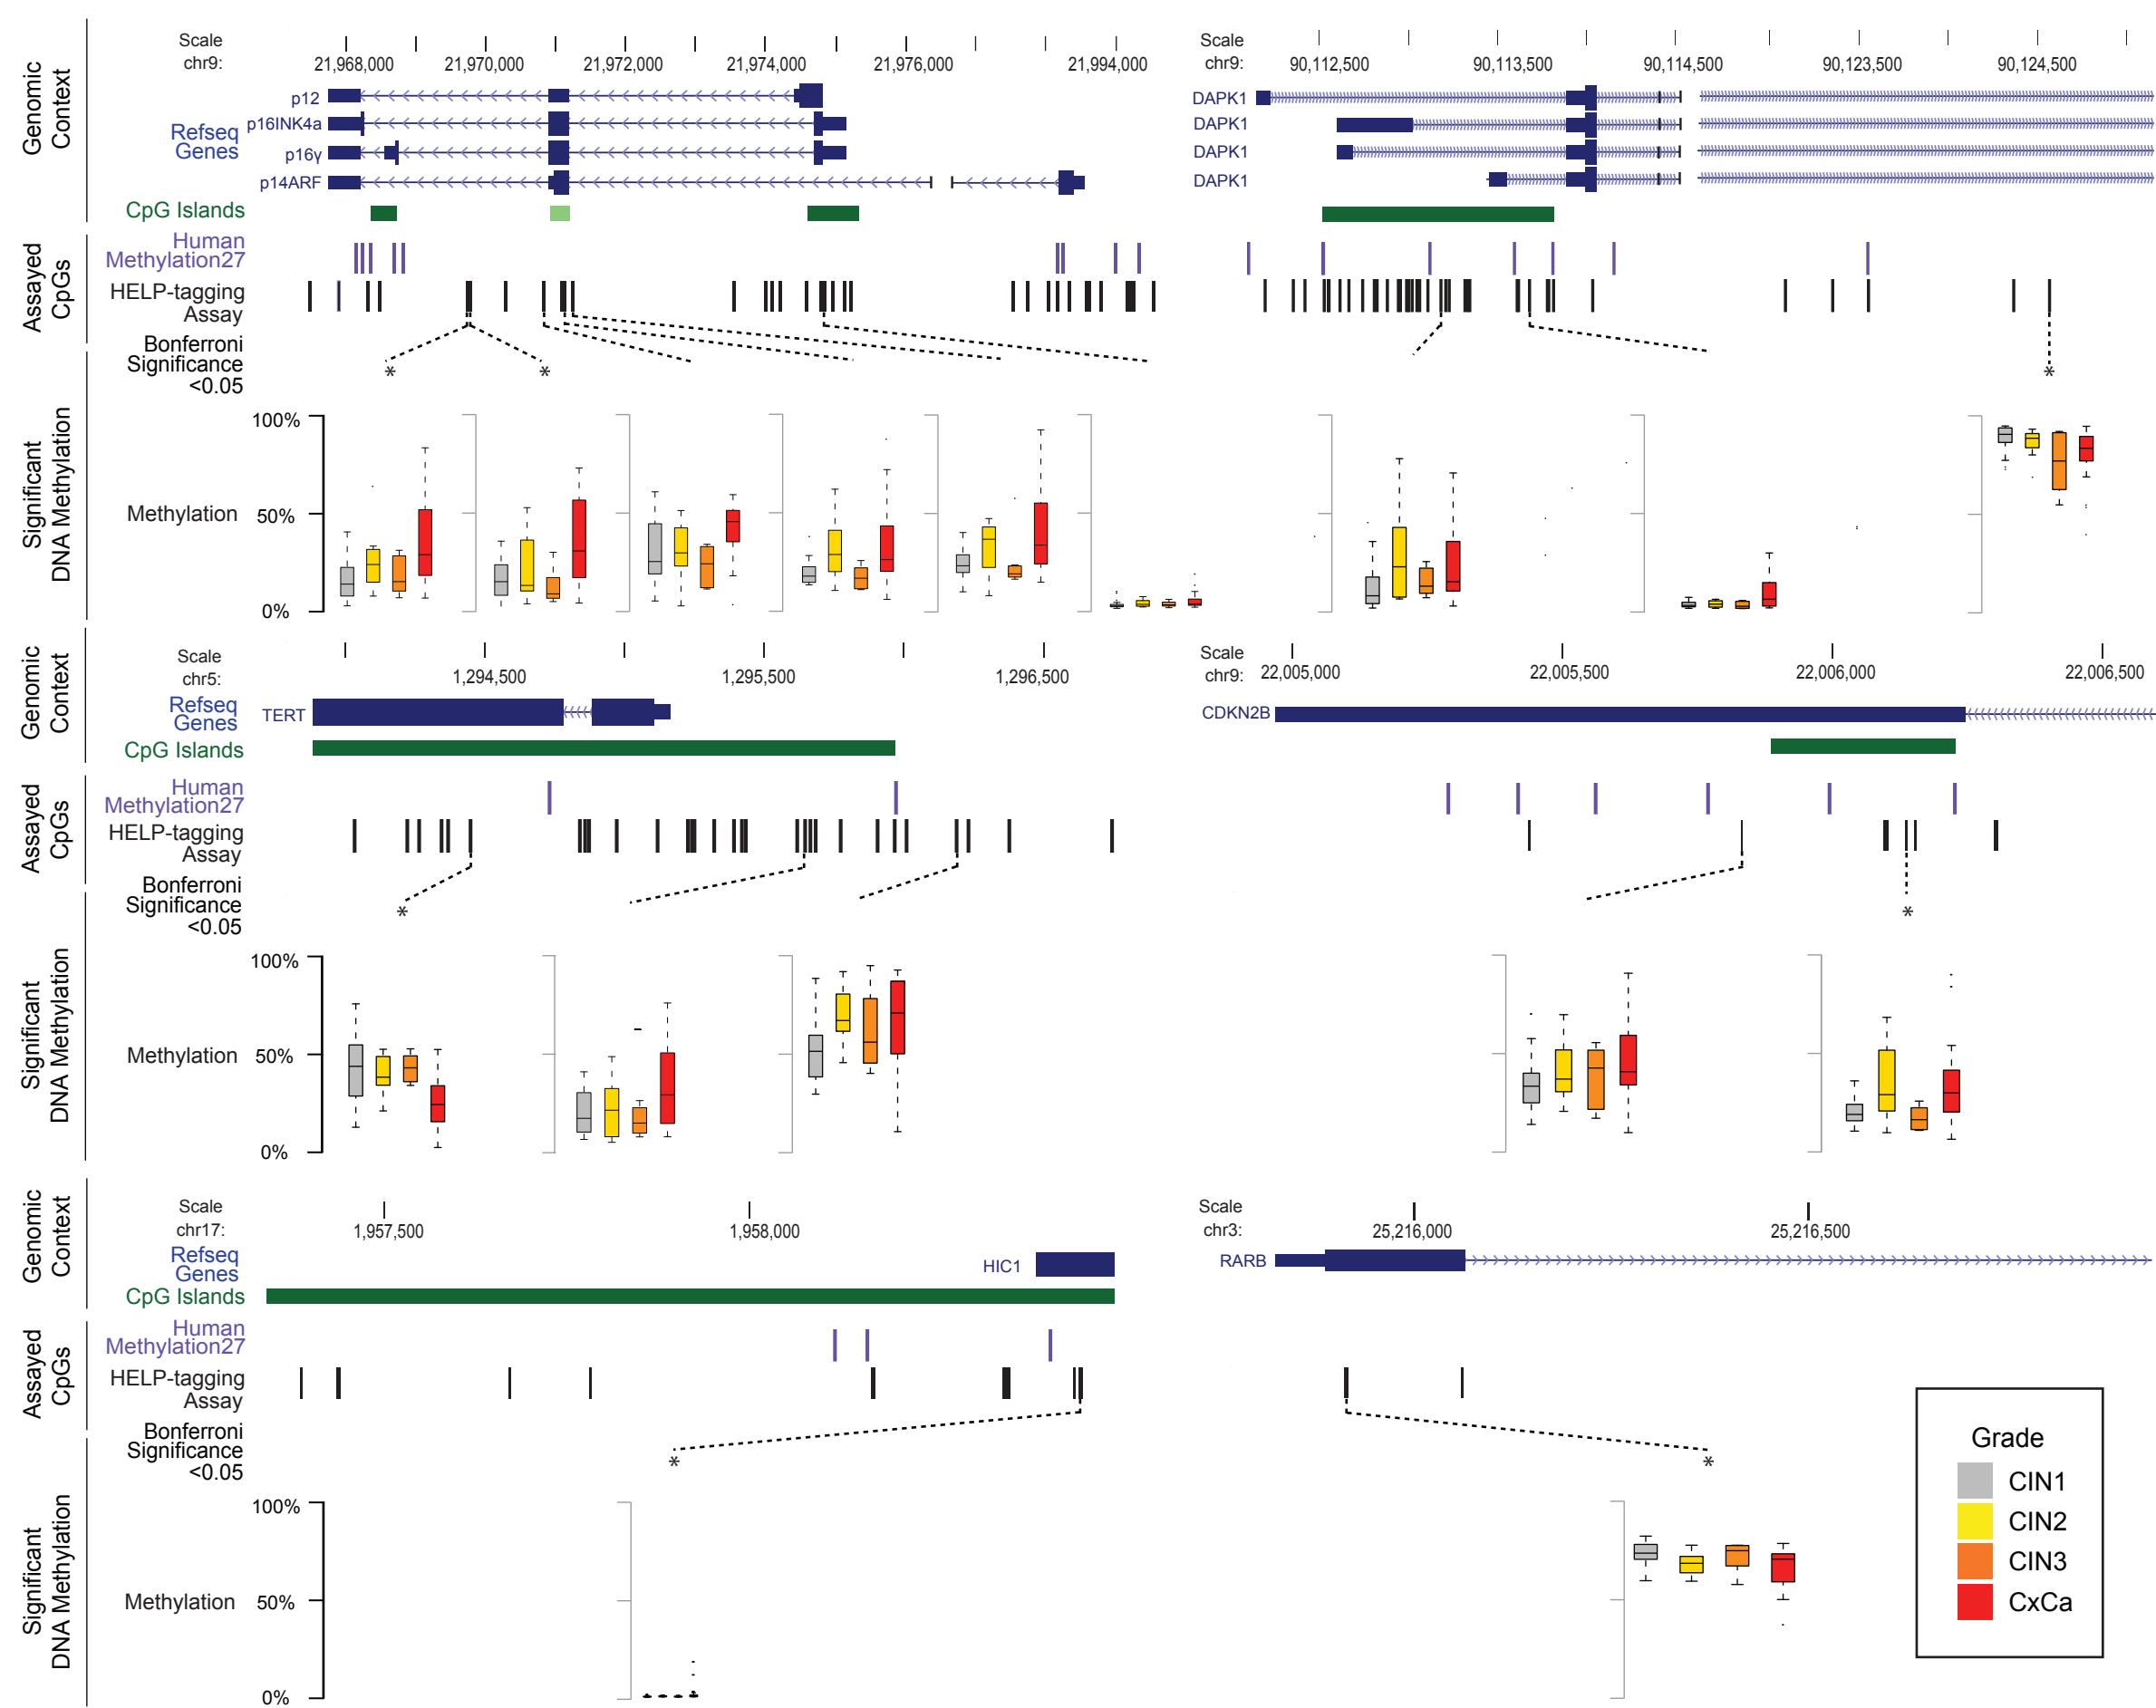 Genomic Context
Scale
chr9:
21,968,000 21,970,000 21,972,000 21,974,000 21,976,000 21,994,000
Refseq Genes
p12
p16INK4a
p16γ
p14ARF
CpG Islands
Scale
chr9:
90,112,500 90,113,500 90,114,500 90,123,500 90,124,500
DAPK1
DAPK1
DAPK1
DAPK1
Assayed CpGs
Human
Methylation27
HELP-tagging
Assay
Bonferroni
Significance
<0.05
* * *
Significant
DNA Methylation
Methylation
100%
50%
0%
Genomic Context
Scale
chr5:
1,294,500 1,295,500 1,296,500
Refseq
Genes
TERT
CpG Islands
Scale
chr9:
22,005,000 22,005,500 22,006,000 22,006,500
CDKN2B
Assayed CpGs
Human
Methylation27
HELP-tagging
Assay
Bonferroni
Significance
<0.05
* *
Significant
DNA Methylation
Methylation
100%
50%
0%
Genomic Context
Scale
chr17:
1,957,500 1,958,000
Refseq
Genes
HIC1
CpG Islands
Scale
chr3:
25,216,000 25,216,500
RARB
Assayed CpGs
Human
Methylation27
HELP-tagging
Assay
Bonferroni
Significance
<0.05
* *
Significant
DNA Methylation
Methylation
100%
50%
0%
Grade
CIN1
CIN2
CIN3
CxCa